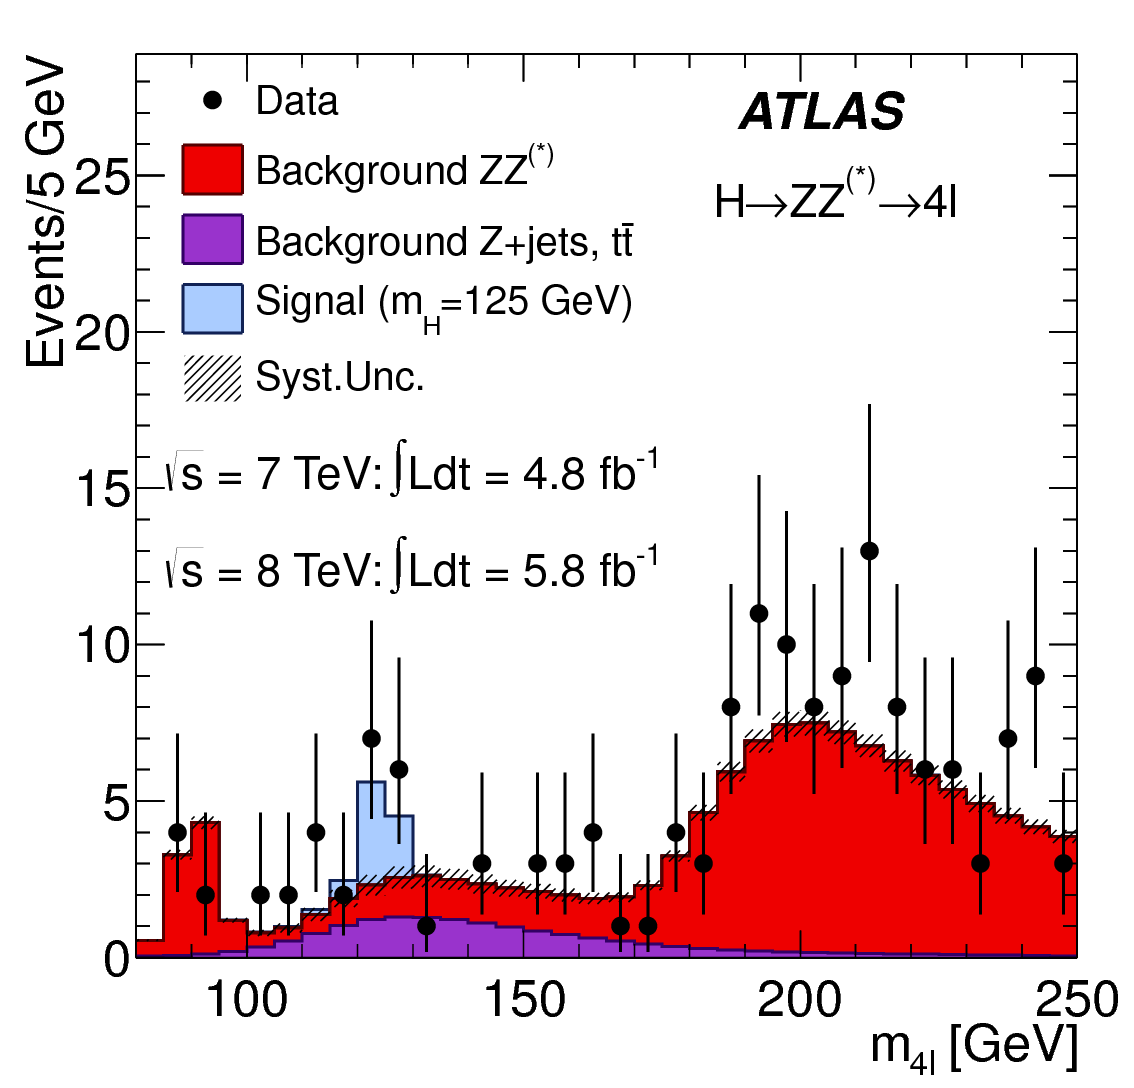 Events/5 GeV
Data
Background ZZ(*)
Background Z+jets, tt̄
Signal (mH=125 GeV)
Syst.Unc.
ATLAS
H→ZZ(*)→4l
√s = 7 TeV:∫Ldt = 4.8 fb-1
√s = 8 TeV:∫Ldt = 5.8 fb-1
25
20
15
10
5
0
100 150 200 250
m4l [GeV]